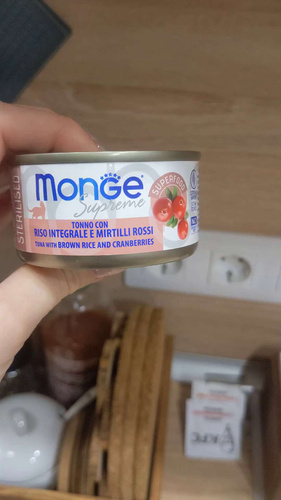 STERILISED
Monge
Supreme
SUPERFOOD
TONNO CON
RISO INTEGRALE E MIRTILLI ROSSI
TUNA WITH BROWN RICE AND CRANBERRIES